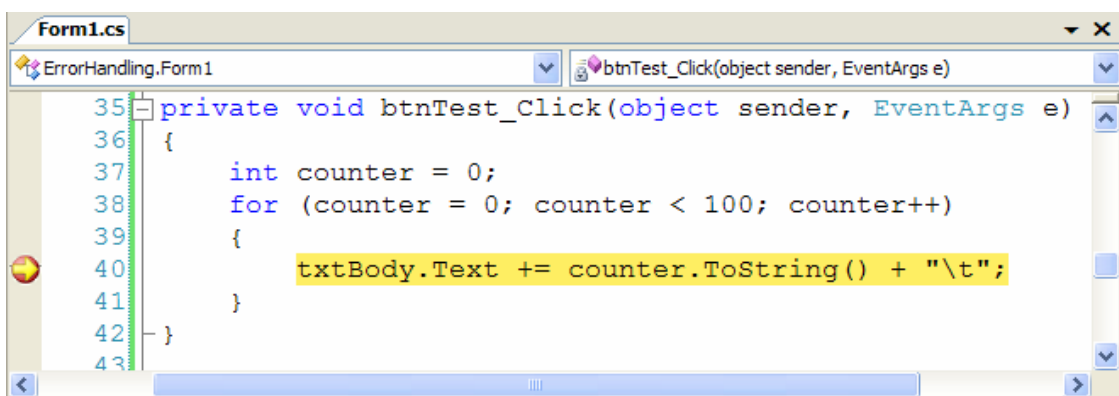 Form1.cs
ErrorHandling.Form1 btnTest_Click(object sender, EventArgs e)
35 private void btnTest_Click(object sender, EventArgs e)
36 {
37 int counter = 0;
38 for (counter = 0; counter < 100; counter++)
39 {
40 txtBody.Text += counter.ToString() + "\t";
41 }
42 }
43